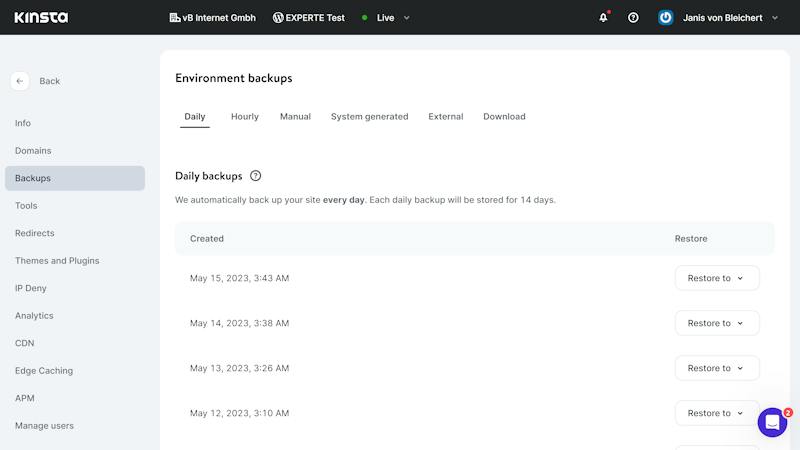 KINSTA
vB Internet Gmbh
EXPERTE Test
Live
Janis von Bleichert
Back
Info
Domains
Backups
Tools
Redirects
Themes and Plugins
IP Deny
Analytics
CDN
Edge Caching
APM
Manage users
Environment backups
Daily Hourly Manual System generated External Download
Daily backups ?
We automatically back up your site every day. Each daily backup will be stored for 14 days.
Created Restore
May 15, 2023, 3:43 AM Restore to
May 14, 2023, 3:38 AM Restore to
May 13, 2023, 3:26 AM Restore to
May 12, 2023, 3:10 AM Restore to
2